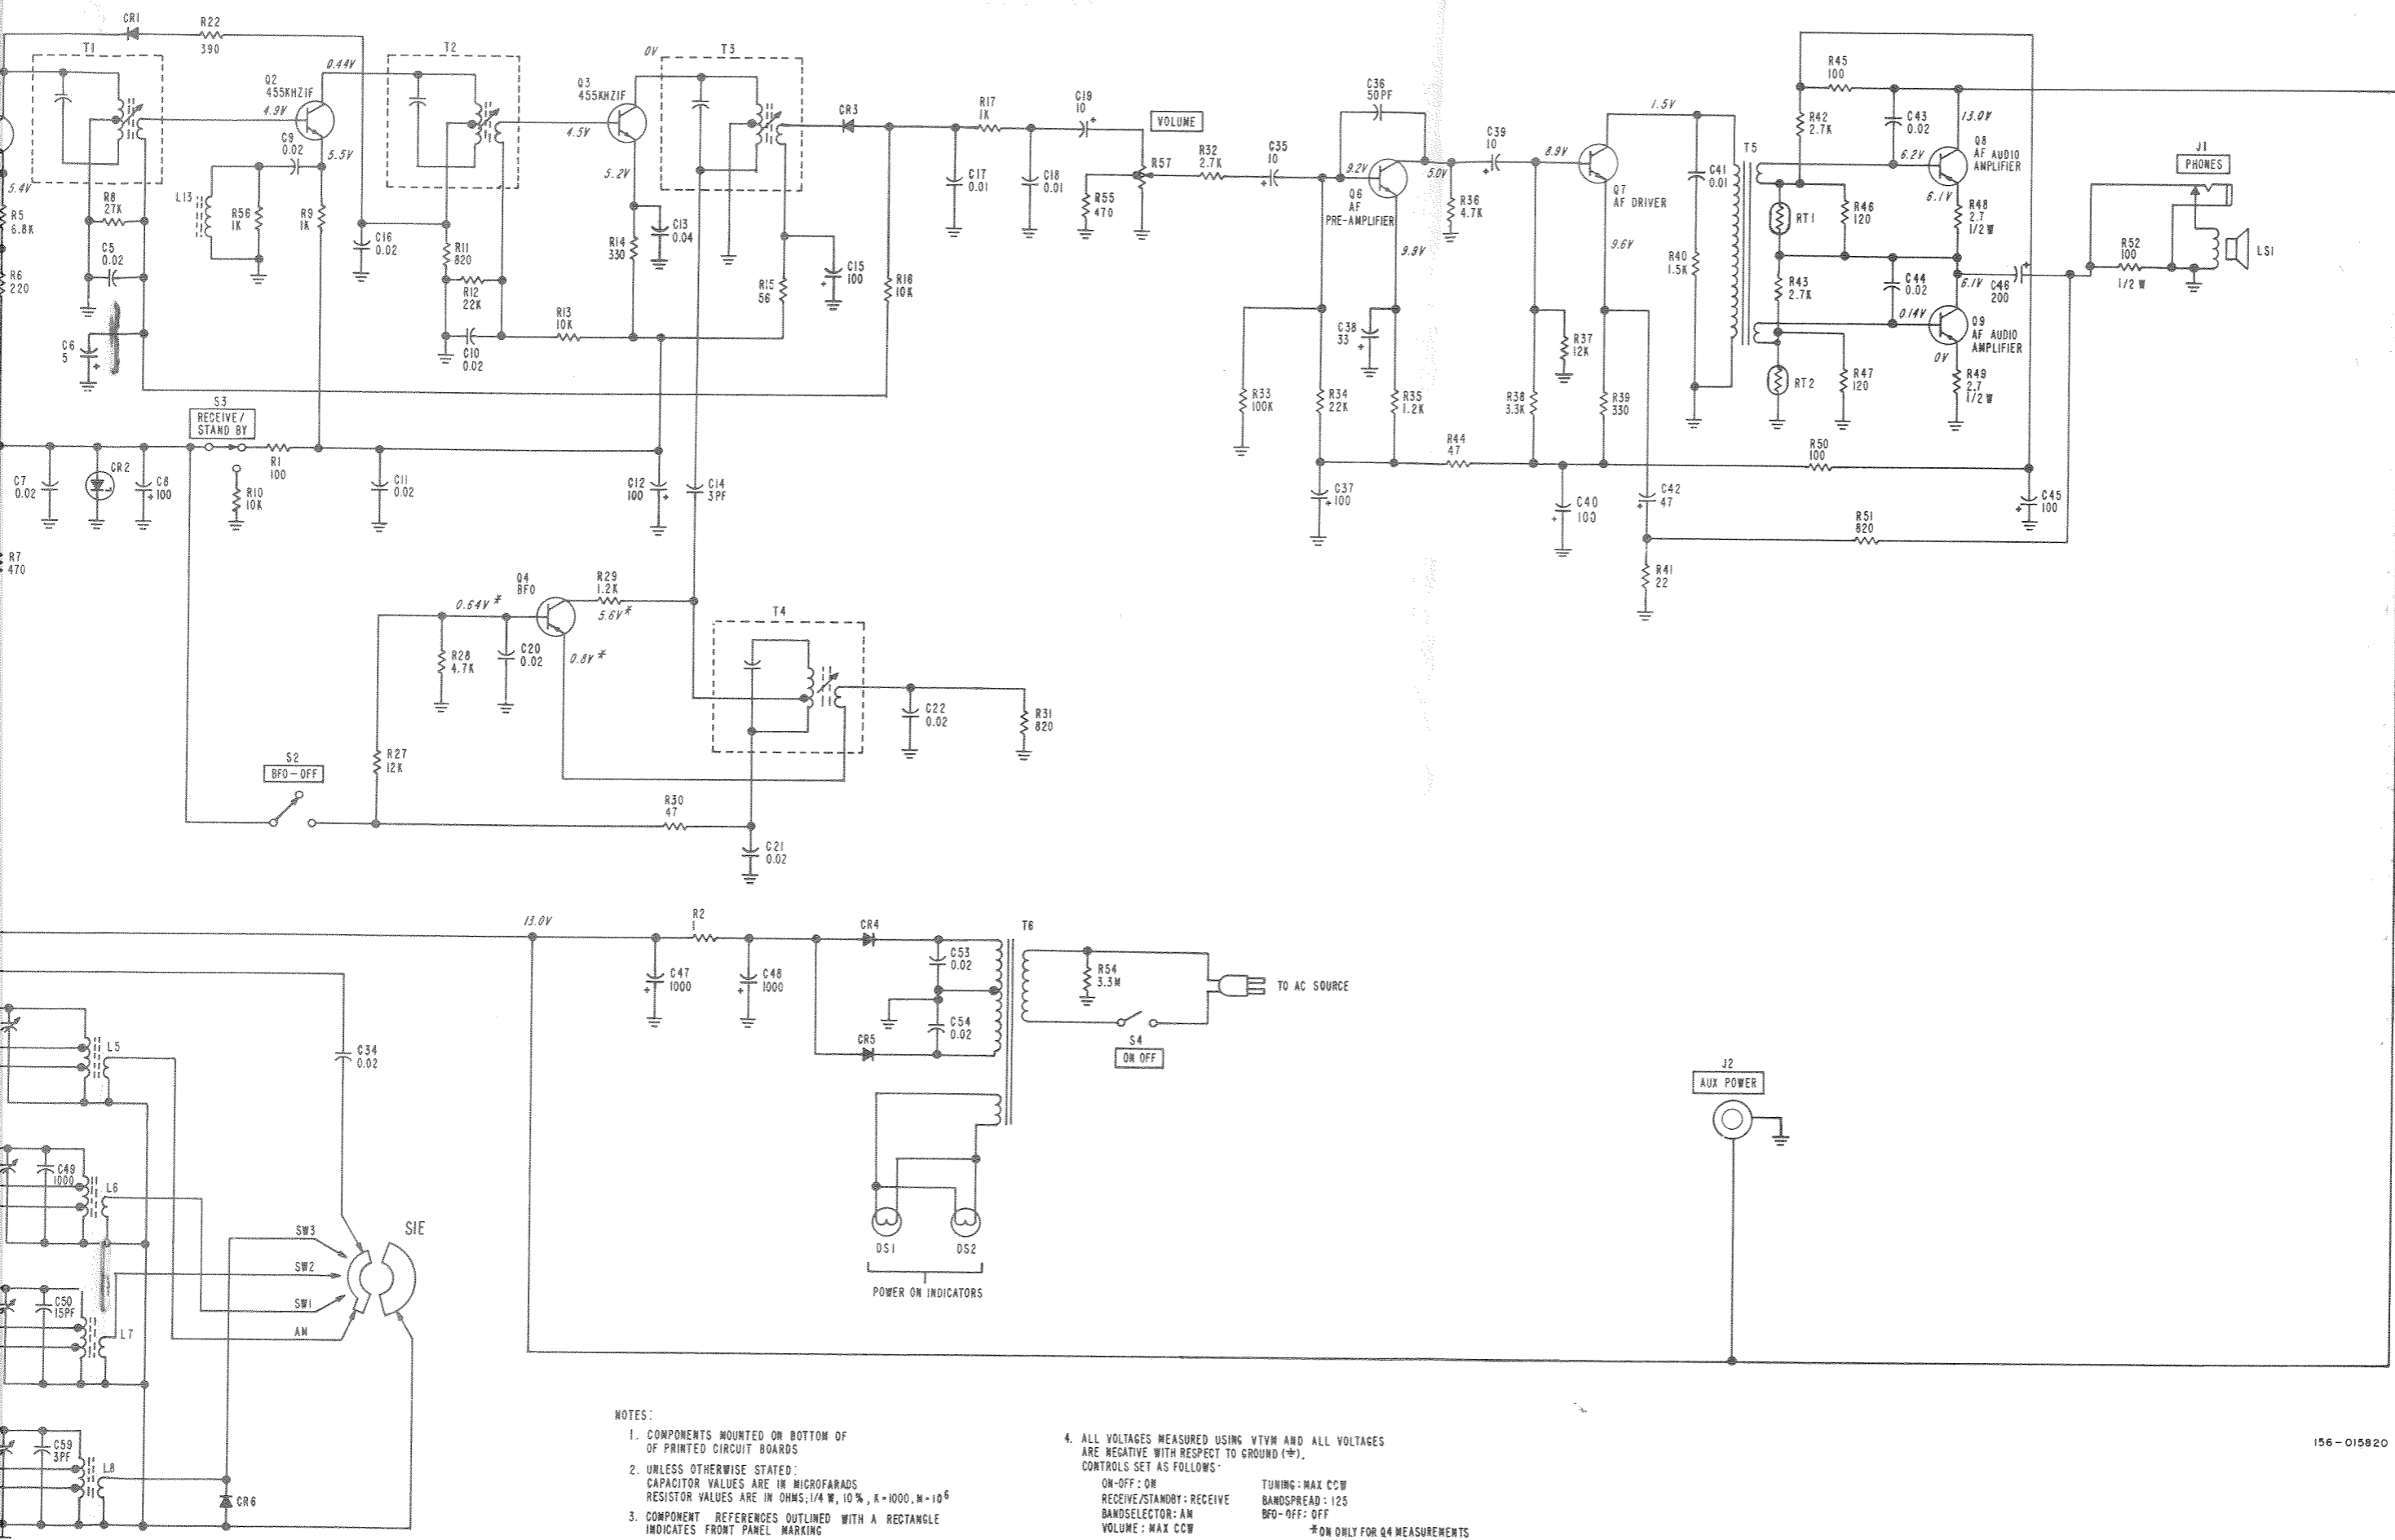 CR1
R22
390
T1
T2
T3
0V
0.44V
Q2
455KHZIF
4.9V
C9
0.02
5.5V
Q3
455KHZIF
4.5V
5.2V
CR3
R17
1K
C19
10
VOLUME
R57
R32
2.7K
C35
10
C36
50PF
9.2V
5.0V
Q6
AF
PRE-AMPLIFIER
9.9V
C39
10
R36
4.7K
8.9V
1.5V
Q7
AF DRIVER
9.6V
C41
0.01
R40
1.5K
T5
R45
100
R42
2.7K
C43
0.02
13.0V
Q8
AF AUDIO
AMPLIFIER
6.2V
6.1V
RT1
R46
120
R48
2.7
1/2 W
R43
2.7K
C44
0.02
6.1V
C46
200
0.14V
Q9
AF AUDIO
AMPLIFIER
0V
RT2
R47
120
R49
2.7
1/2 W
J1
PHONES
R52
100
1/2 W
LS1
5.4V
R5
6.8K
R6
220
R8
27K
C5
0.02
C6
5
L13
R56
1K
R9
1K
C16
0.02
R11
820
R12
22K
C10
0.02
R13
10K
R14
330
C13
0.04
R15
56
C15
100
R16
10K
C17
0.01
C18
0.01
R55
470
R33
100K
R34
22K
C38
33
R35
1.2K
R44
47
R38
3.3K
R37
12K
R39
330
R50
100
S3
RECEIVE/
STAND BY
R1
100
C7
0.02
CR2
C8
100
R10
10K
C11
0.02
C12
100
C14
3PF
C37
100
C40
100
C42
47
R51
820
C45
100
R41
22
R7
470
Q4
BFO
0.64V*
R29
1.2K
5.6V*
0.8V*
R28
4.7K
C20
0.02
T4
C22
0.02
R31
820
R27
12K
S2
BFO-OFF
R30
47
C21
0.02
13.0V
R2
1
C47
1000
C48
1000
CR4
CR5
C53
0.02
C54
0.02
T6
R54
3.3M
TO AC SOURCE
S4
ON OFF
DS1
DS2
POWER ON INDICATORS
J2
AUX POWER
L5
C34
0.02
C49
1000
L6
C50
15PF
L7
C59
3PF
L8
CR6
SW3
SW2
SW1
AM
S1E
NOTES:
1. COMPONENTS MOUNTED ON BOTTOM OF
OF PRINTED CIRCUIT BOARDS
2. UNLESS OTHERWISE STATED:
CAPACITOR VALUES ARE IN MICROFARADS
RESISTOR VALUES ARE IN OHMS; 1/4 W, 10%, K=1000, M=10⁶
3. COMPONENT REFERENCES OUTLINED WITH A RECTANGLE
INDICATES FRONT PANEL MARKING
4. ALL VOLTAGES MEASURED USING VTVM AND ALL VOLTAGES
ARE NEGATIVE WITH RESPECT TO GROUND (⏚).
CONTROLS SET AS FOLLOWS-
ON-OFF: ON TUNING: MAX CCW
RECEIVE/STANDBY: RECEIVE BANDSPREAD: 125
BANDSELECTOR: AM BFO-OFF: OFF
VOLUME: MAX CCW *ON ONLY FOR Q4 MEASUREMENTS
156-015820